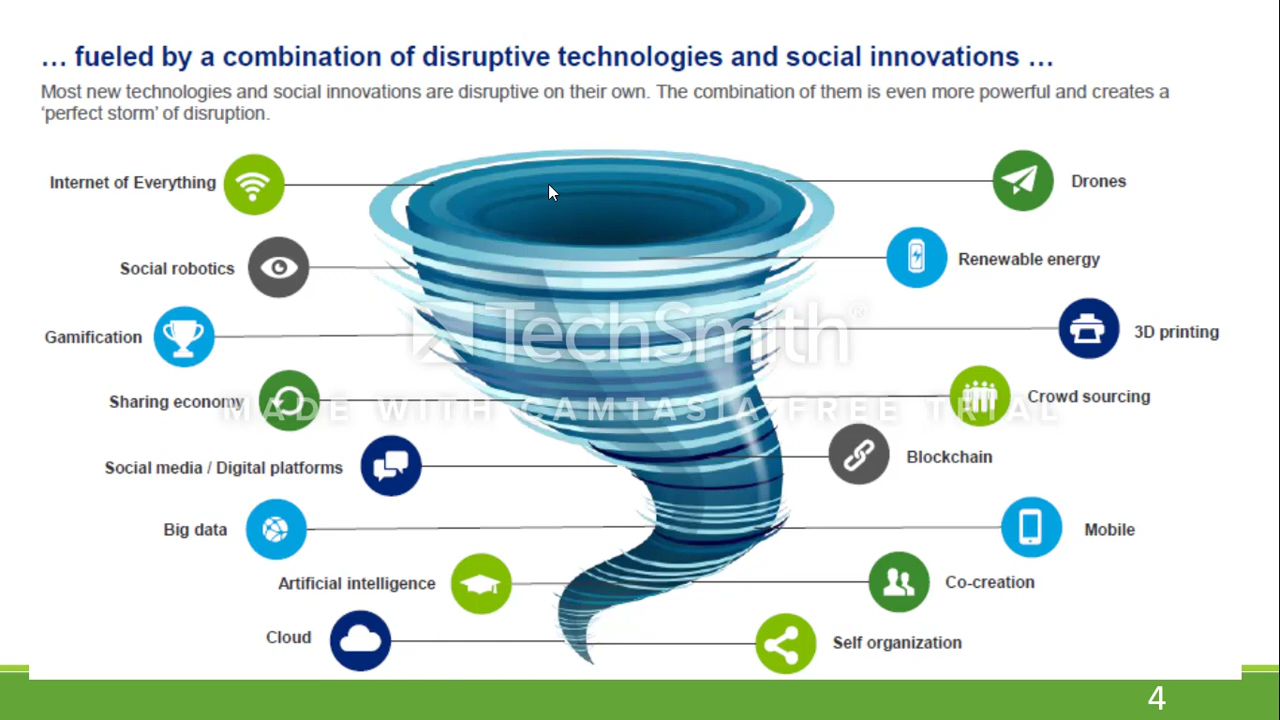 … fueled by a combination of disruptive technologies and social innovations …
Most new technologies and social innovations are disruptive on their own. The combination of them is even more powerful and creates a
‘perfect storm’ of disruption.
Internet of Everything
Drones
Social robotics
Renewable energy
Gamification
3D printing
TechSmith®
Sharing economy
Crowd sourcing
MADE WITH CAMTASIA FREE TRIAL
Social media / Digital platforms
Blockchain
Big data
Mobile
Artificial intelligence
Co-creation
Cloud
Self organization
4